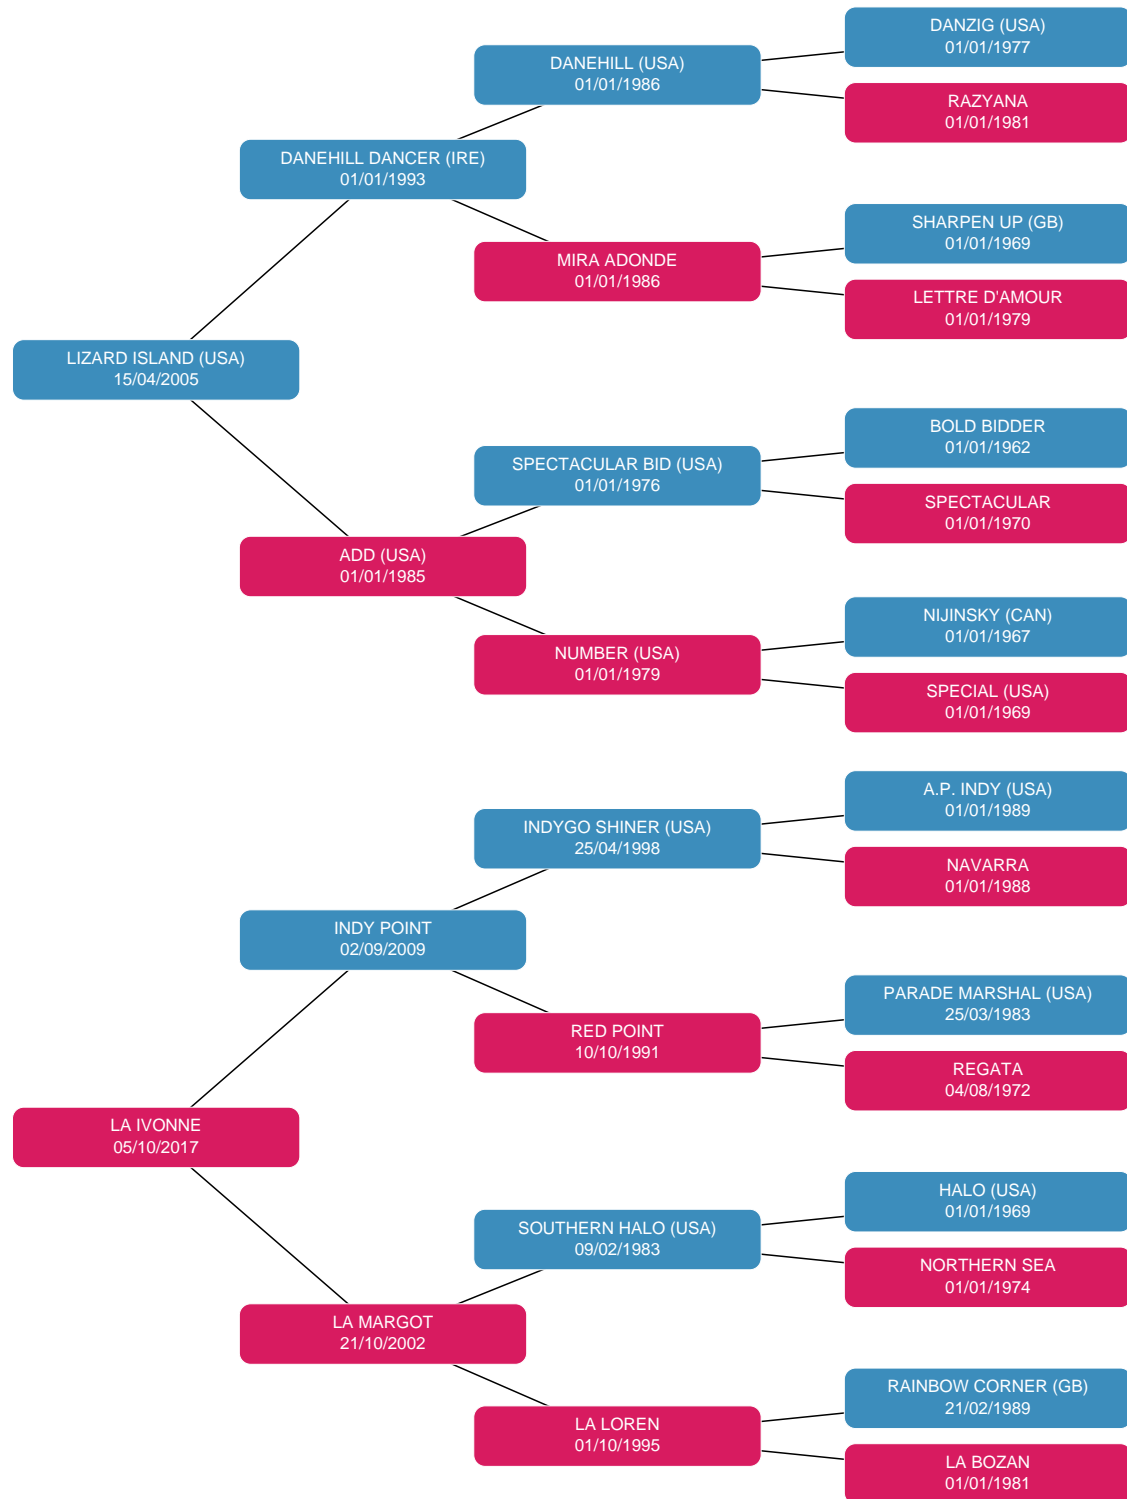 DANZIG (USA)
01/01/1977
DANEHILL (USA)
01/01/1986
RAZYANA
01/01/1981
DANEHILL DANCER (IRE)
01/01/1993
SHARPEN UP (GB)
01/01/1969
MIRA ADONDE
01/01/1986
LETTRE D'AMOUR
01/01/1979
LIZARD ISLAND (USA)
15/04/2005
BOLD BIDDER
01/01/1962
SPECTACULAR BID (USA)
01/01/1976
SPECTACULAR
01/01/1970
ADD (USA)
01/01/1985
NIJINSKY (CAN)
01/01/1967
NUMBER (USA)
01/01/1979
SPECIAL (USA)
01/01/1969
A.P. INDY (USA)
01/01/1989
INDYGO SHINER (USA)
25/04/1998
NAVARRA
01/01/1988
INDY POINT
02/09/2009
PARADE MARSHAL (USA)
25/03/1983
RED POINT
10/10/1991
REGATA
04/08/1972
LA IVONNE
05/10/2017
HALO (USA)
01/01/1969
SOUTHERN HALO (USA)
09/02/1983
NORTHERN SEA
01/01/1974
LA MARGOT
21/10/2002
RAINBOW CORNER (GB)
21/02/1989
LA LOREN
01/10/1995
LA BOZAN
01/01/1981